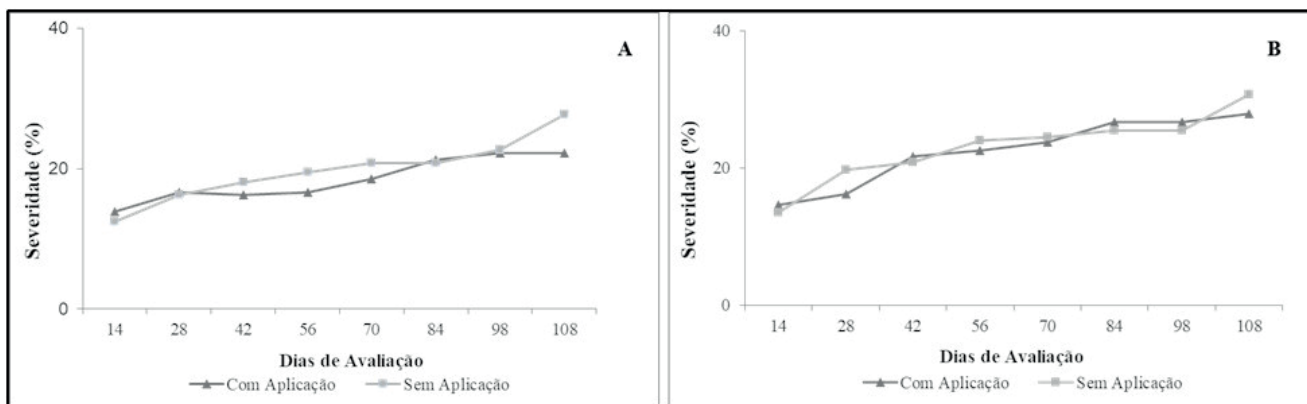 A
Severidade (%)
40
20
0
14 28 42 56 70 84 98 108
Dias de Avaliação
Com Aplicação Sem Aplicação
B
Severidade (%)
40
20
0
14 28 42 56 70 84 98 108
Dias de Avaliação
Com Aplicação Sem Aplicação